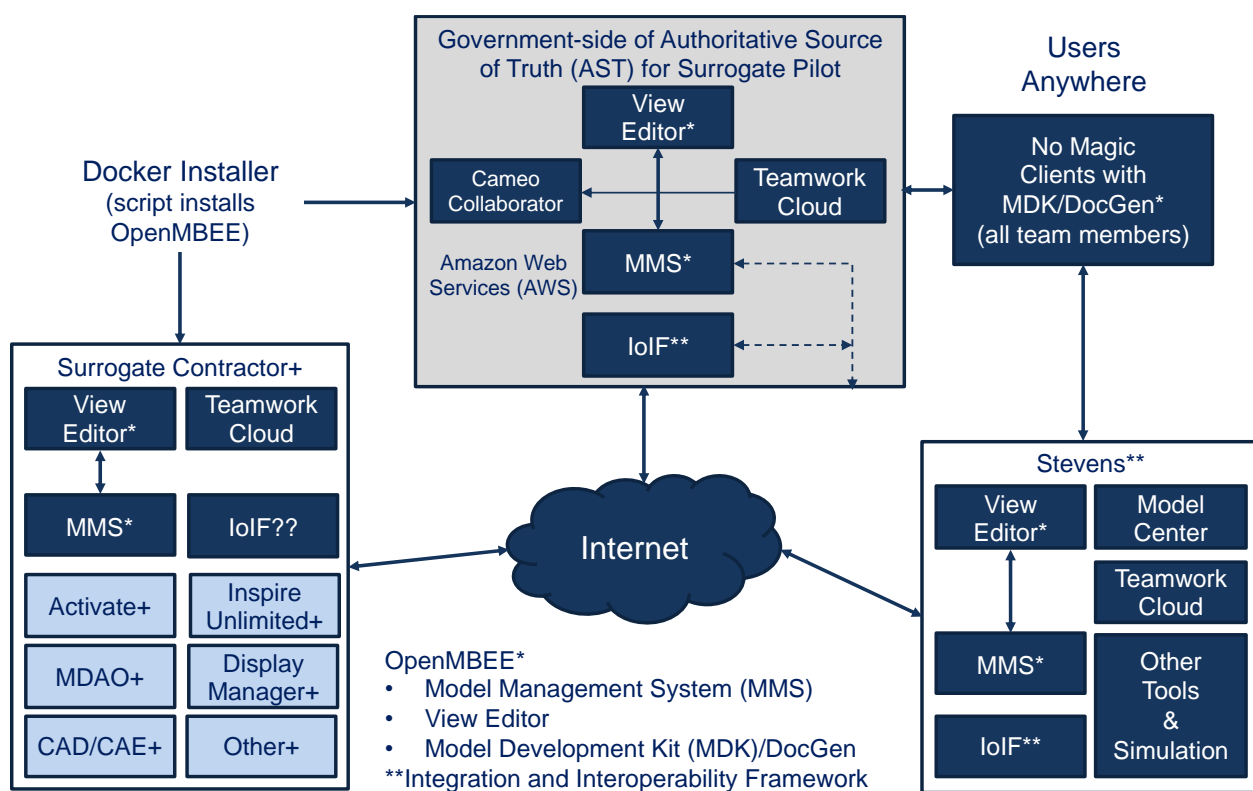 Government-side of Authoritative Source
of Truth (AST) for Surrogate Pilot
View
Editor*
Cameo
Collaborator
Teamwork
Cloud
Amazon Web
Services (AWS)
MMS*
IoIF**
Users
Anywhere
No Magic
Clients with
MDK/DocGen*
(all team members)
Docker Installer
(script installs
OpenMBEE)
Surrogate Contractor+
View
Editor*
Teamwork
Cloud
MMS*
IoIF??
Activate+
Inspire
Unlimited+
MDAO+
Display
Manager+
CAD/CAE+
Other+
Internet
Stevens**
View
Editor*
Model
Center
Teamwork
Cloud
MMS*
Other
Tools
&
Simulation
IoIF**
OpenMBEE*
• Model Management System (MMS)
• View Editor
• Model Development Kit (MDK)/DocGen
**Integration and Interoperability Framework